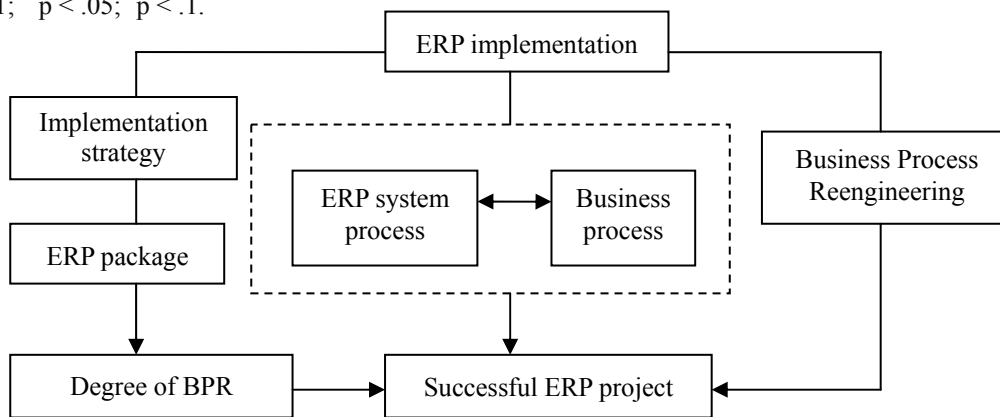 1; p < .05; p < .1.
ERP implementation
Implementation
strategy
ERP package
Degree of BPR
ERP system
process
Business
process
Business Process
Reengineering
Successful ERP project